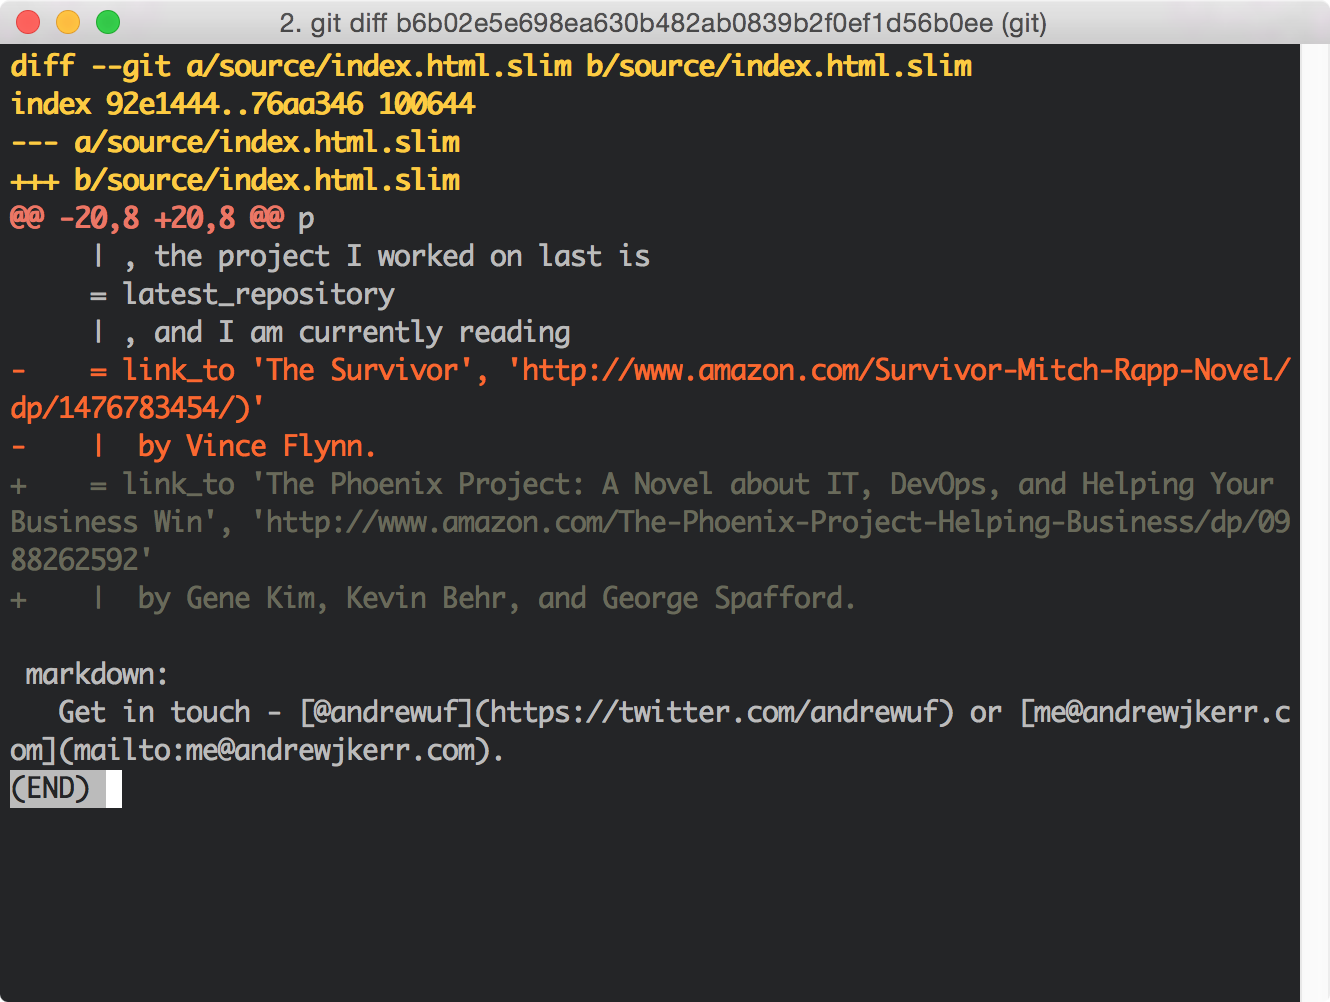 2. git diff b6b02e5e698ea630b482ab0839b2f0ef1d56b0ee (git)
diff --git a/source/index.html.slim b/source/index.html.slim
index 92e1444..76aa346 100644
--- a/source/index.html.slim
+++ b/source/index.html.slim
@@ -20,8 +20,8 @@ p
     | , the project I worked on last is
     = latest_repository
     | , and I am currently reading
-    = link_to 'The Survivor', 'http://www.amazon.com/Survivor-Mitch-Rapp-Novel/
dp/1476783454/)'
-    |  by Vince Flynn.
+    = link_to 'The Phoenix Project: A Novel about IT, DevOps, and Helping Your
Business Win', 'http://www.amazon.com/The-Phoenix-Project-Helping-Business/dp/09
88262592'
+    |  by Gene Kim, Kevin Behr, and George Spafford.
 markdown:
   Get in touch - [@andrewuf](https://twitter.com/andrewuf) or [me@andrewjkerr.c
om](mailto:me@andrewjkerr.com).
(END)